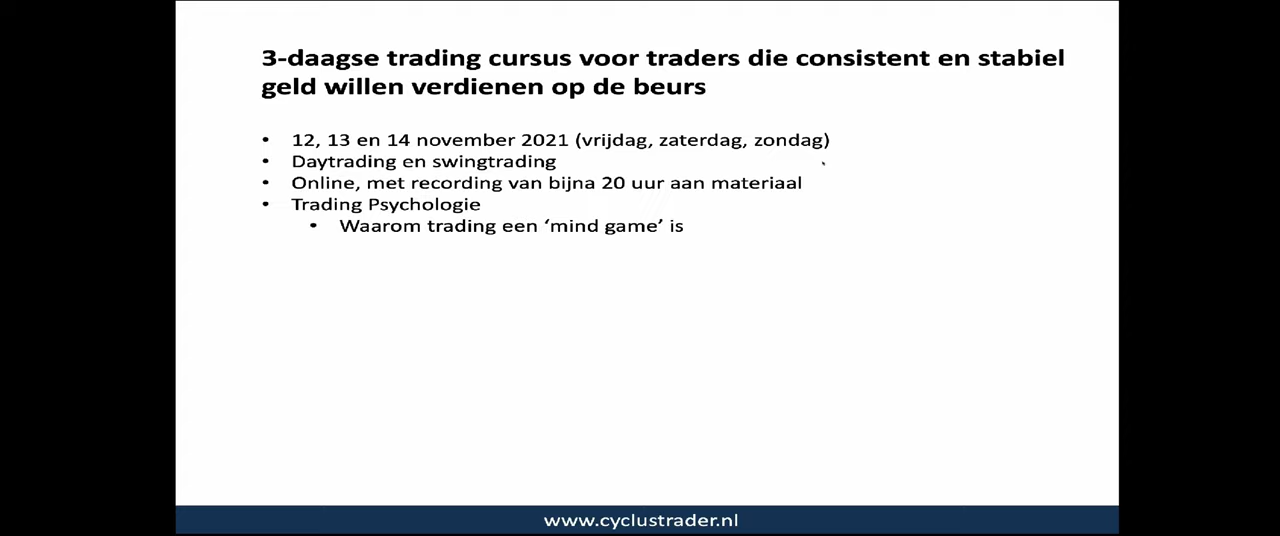 3-daagse trading cursus voor traders die consistent en stabiel
geld willen verdienen op de beurs
• 12, 13 en 14 november 2021 (vrijdag, zaterdag, zondag)
• Daytrading en swingtrading
• Online, met recording van bijna 20 uur aan materiaal
• Trading Psychologie
• Waarom trading een ‘mind game’ is
www.cyclustrader.nl